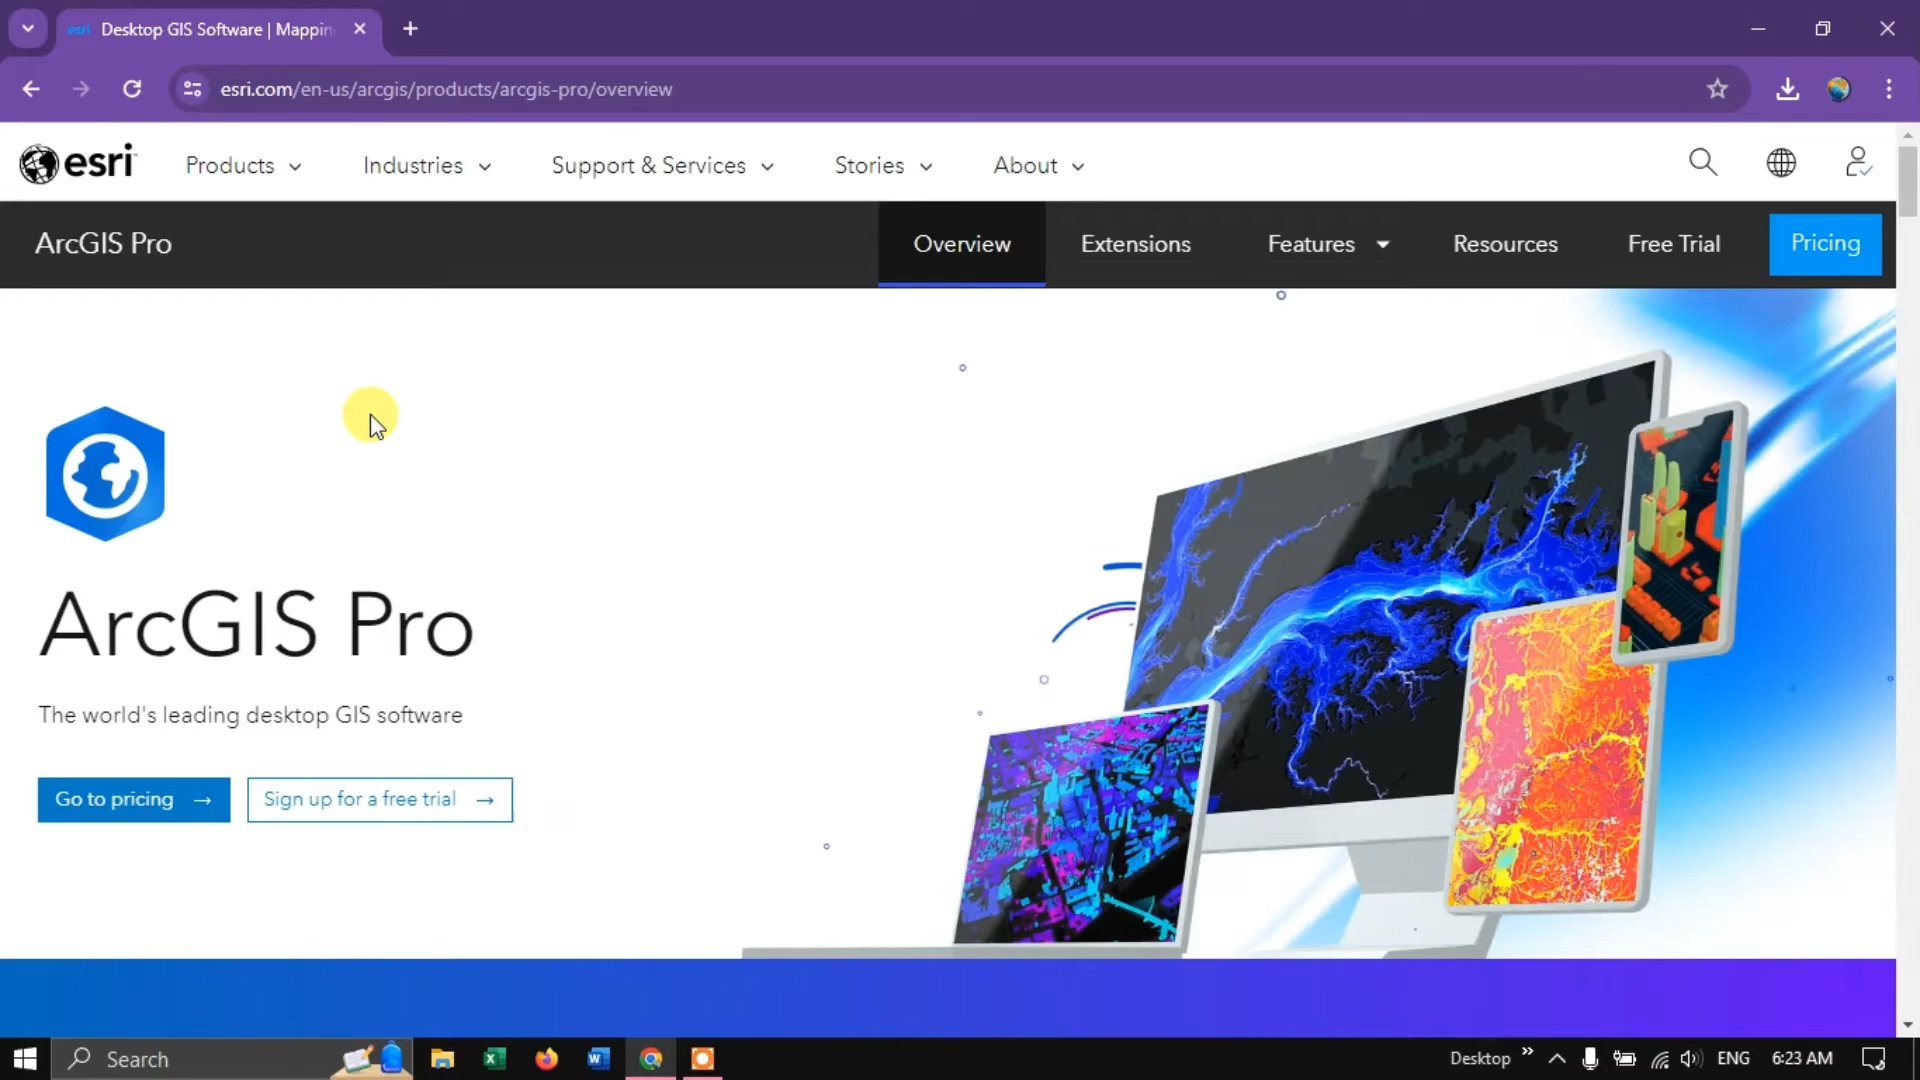 esri Desktop GIS Software | Mappin
esri.com/en-us/arcgis/products/arcgis-pro/overview
esri Products Industries Support & Services Stories About
ArcGIS Pro Overview Extensions Features Resources Free Trial Pricing
ArcGIS Pro
The world's leading desktop GIS software
Go to pricing → Sign up for a free trial →
Search Desktop ENG 6:23 AM